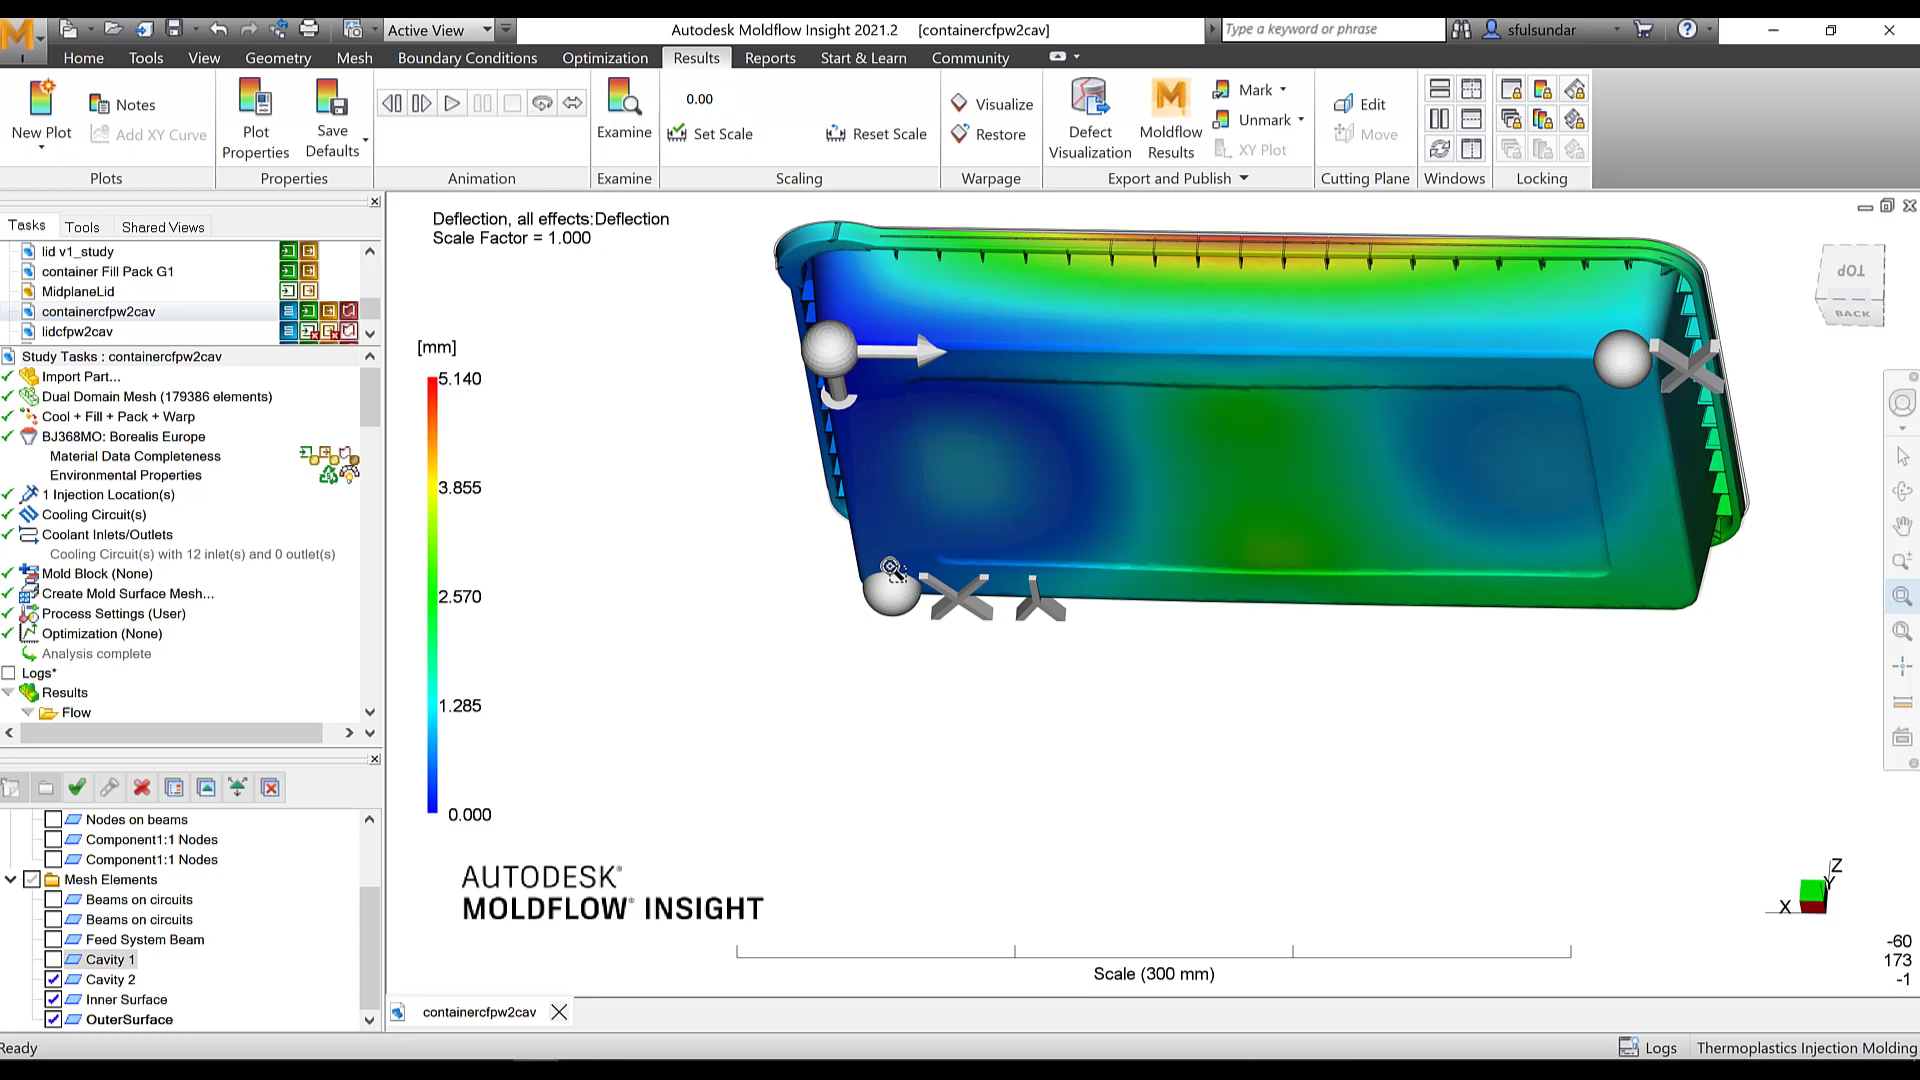 Active View
Autodesk Moldflow Insight 2021.2 [containercfpw2cav]
Type a keyword or phrase
sfulsundar
Home Tools View Geometry Mesh Boundary Conditions Optimization Results Reports Start & Learn Community
New Plot
Notes
Add XY Curve
Plots
Plot
Properties
Save
Defaults
Properties
Animation
Examine
Examine
0.00
Set Scale
Reset Scale
Scaling
Visualize
Restore
Warpage
Defect
Visualization
Moldflow
Results
Mark
Unmark
XY Plot
Export and Publish
Edit
Move
Cutting Plane
Windows
Locking
Tasks Tools Shared Views
lid v1_study
container Fill Pack G1
MidplaneLid
containercfpw2cav
lidcfpw2cav
Study Tasks : containercfpw2cav
Import Part...
Dual Domain Mesh (179386 elements)
Cool + Fill + Pack + Warp
BJ368MO: Borealis Europe
Material Data Completeness
Environmental Properties
1 Injection Location(s)
Cooling Circuit(s)
Coolant Inlets/Outlets
Cooling Circuit(s) with 12 inlet(s) and 0 outlet(s)
Mold Block (None)
Create Mold Surface Mesh...
Process Settings (User)
Optimization (None)
Analysis complete
Logs*
Results
Flow
Nodes on beams
Component1:1 Nodes
Component1:1 Nodes
Mesh Elements
Beams on circuits
Beams on circuits
Feed System Beam
Cavity 1
Cavity 2
Inner Surface
OuterSurface
Deflection, all effects:Deflection
Scale Factor = 1.000
[mm]
5.140
3.855
2.570
1.285
0.000
TOP
BACK
AUTODESK®
MOLDFLOW® INSIGHT
Scale (300 mm)
Z
Y
X
-60
173
-1
containercfpw2cav
Ready
Logs
Thermoplastics Injection Molding